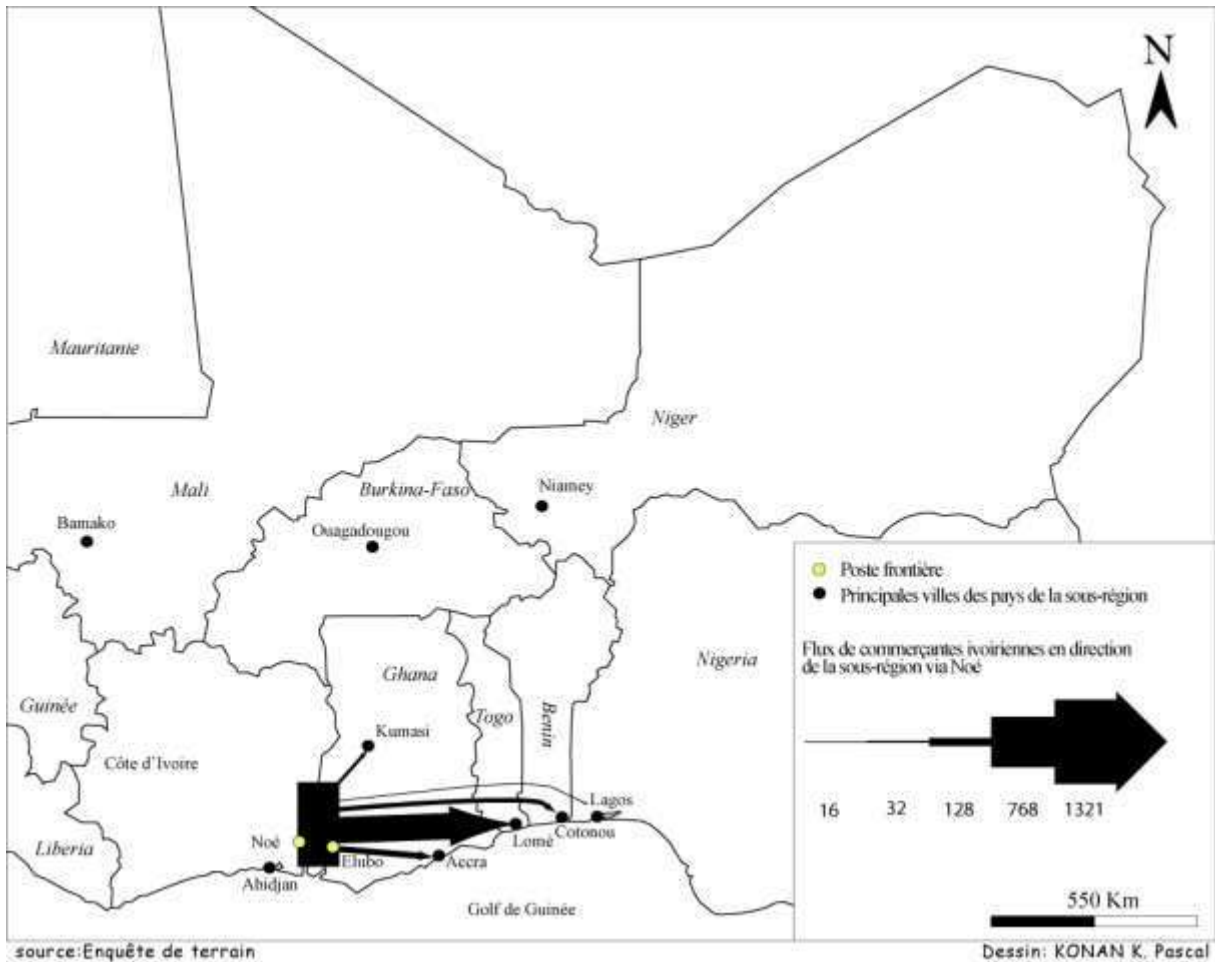 N
Mauritanie
Niger
Mali
Burkina-Faso
Niamey
Bamako
Ouagadougou
Poste frontière
Principales villes des pays de la sous-région
Flux de commerçantes ivoiriennes en direction
de la sous-région via Noé
Nigeria
Ghana
Guinée
Togo
Benin
Kumasi
Côte d'Ivoire
Lagos
16 32 128 768 1321
Cotonou
Lomé
Noé
Liberia
Elubo
Accra
Abidjan
550 Km
Golf de Guinée
source:Enquête de terrain
Dessin: KONAN K. Pascal